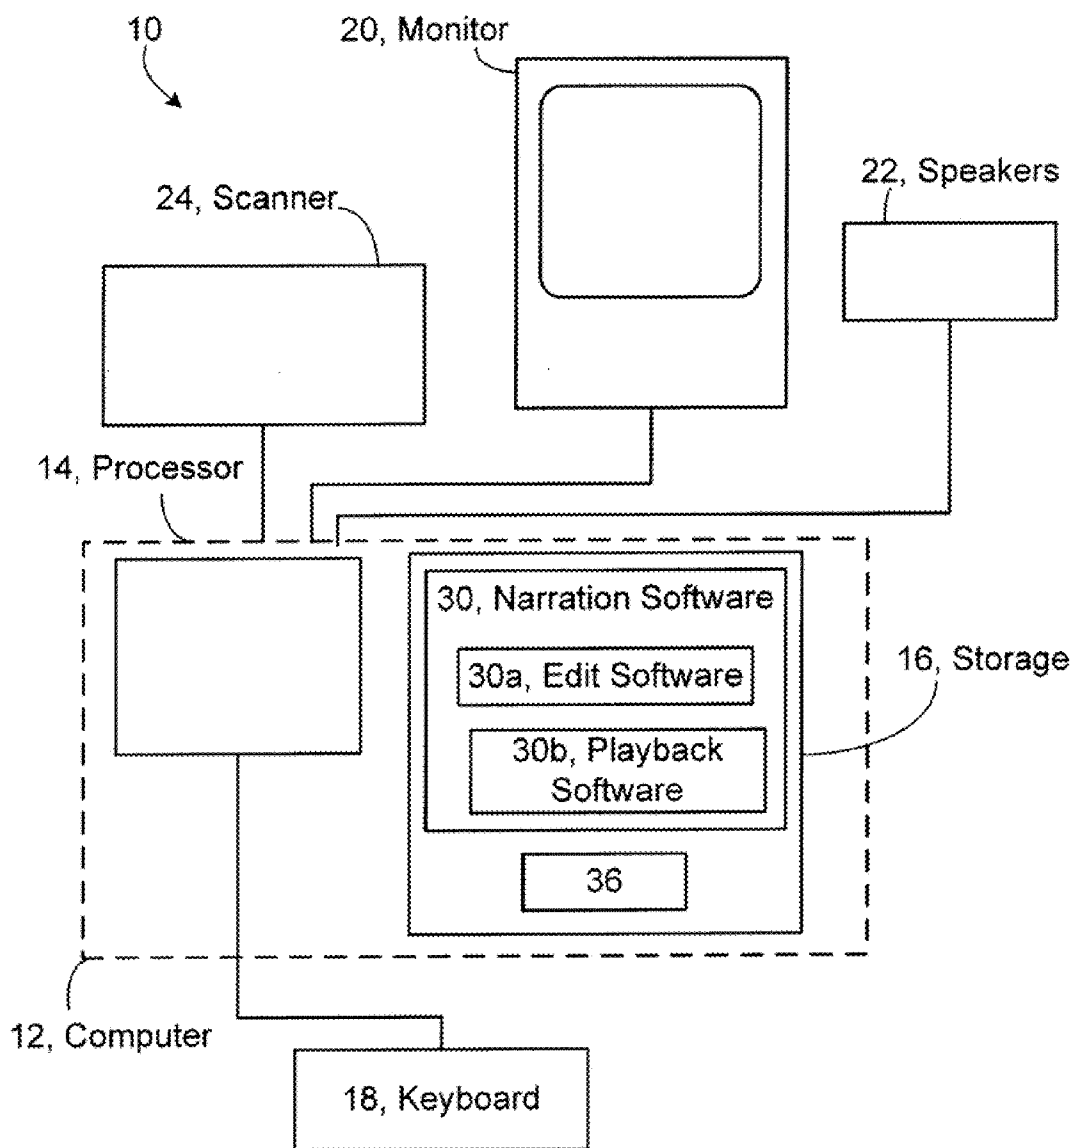 10
20, Monitor
22, Speakers
24, Scanner
14, Processor
30, Narration Software
30a, Edit Software
16, Storage
30b, Playback
Software
36
12, Computer
18, Keyboard